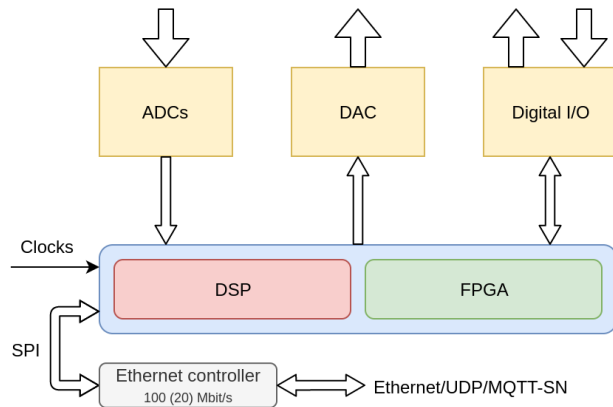 ADCs
DAC
Digital I/O
Clocks
DSP
FPGA
SPI
Ethernet controller
100 (20) Mbit/s
Ethernet/UDP/MQTT-SN